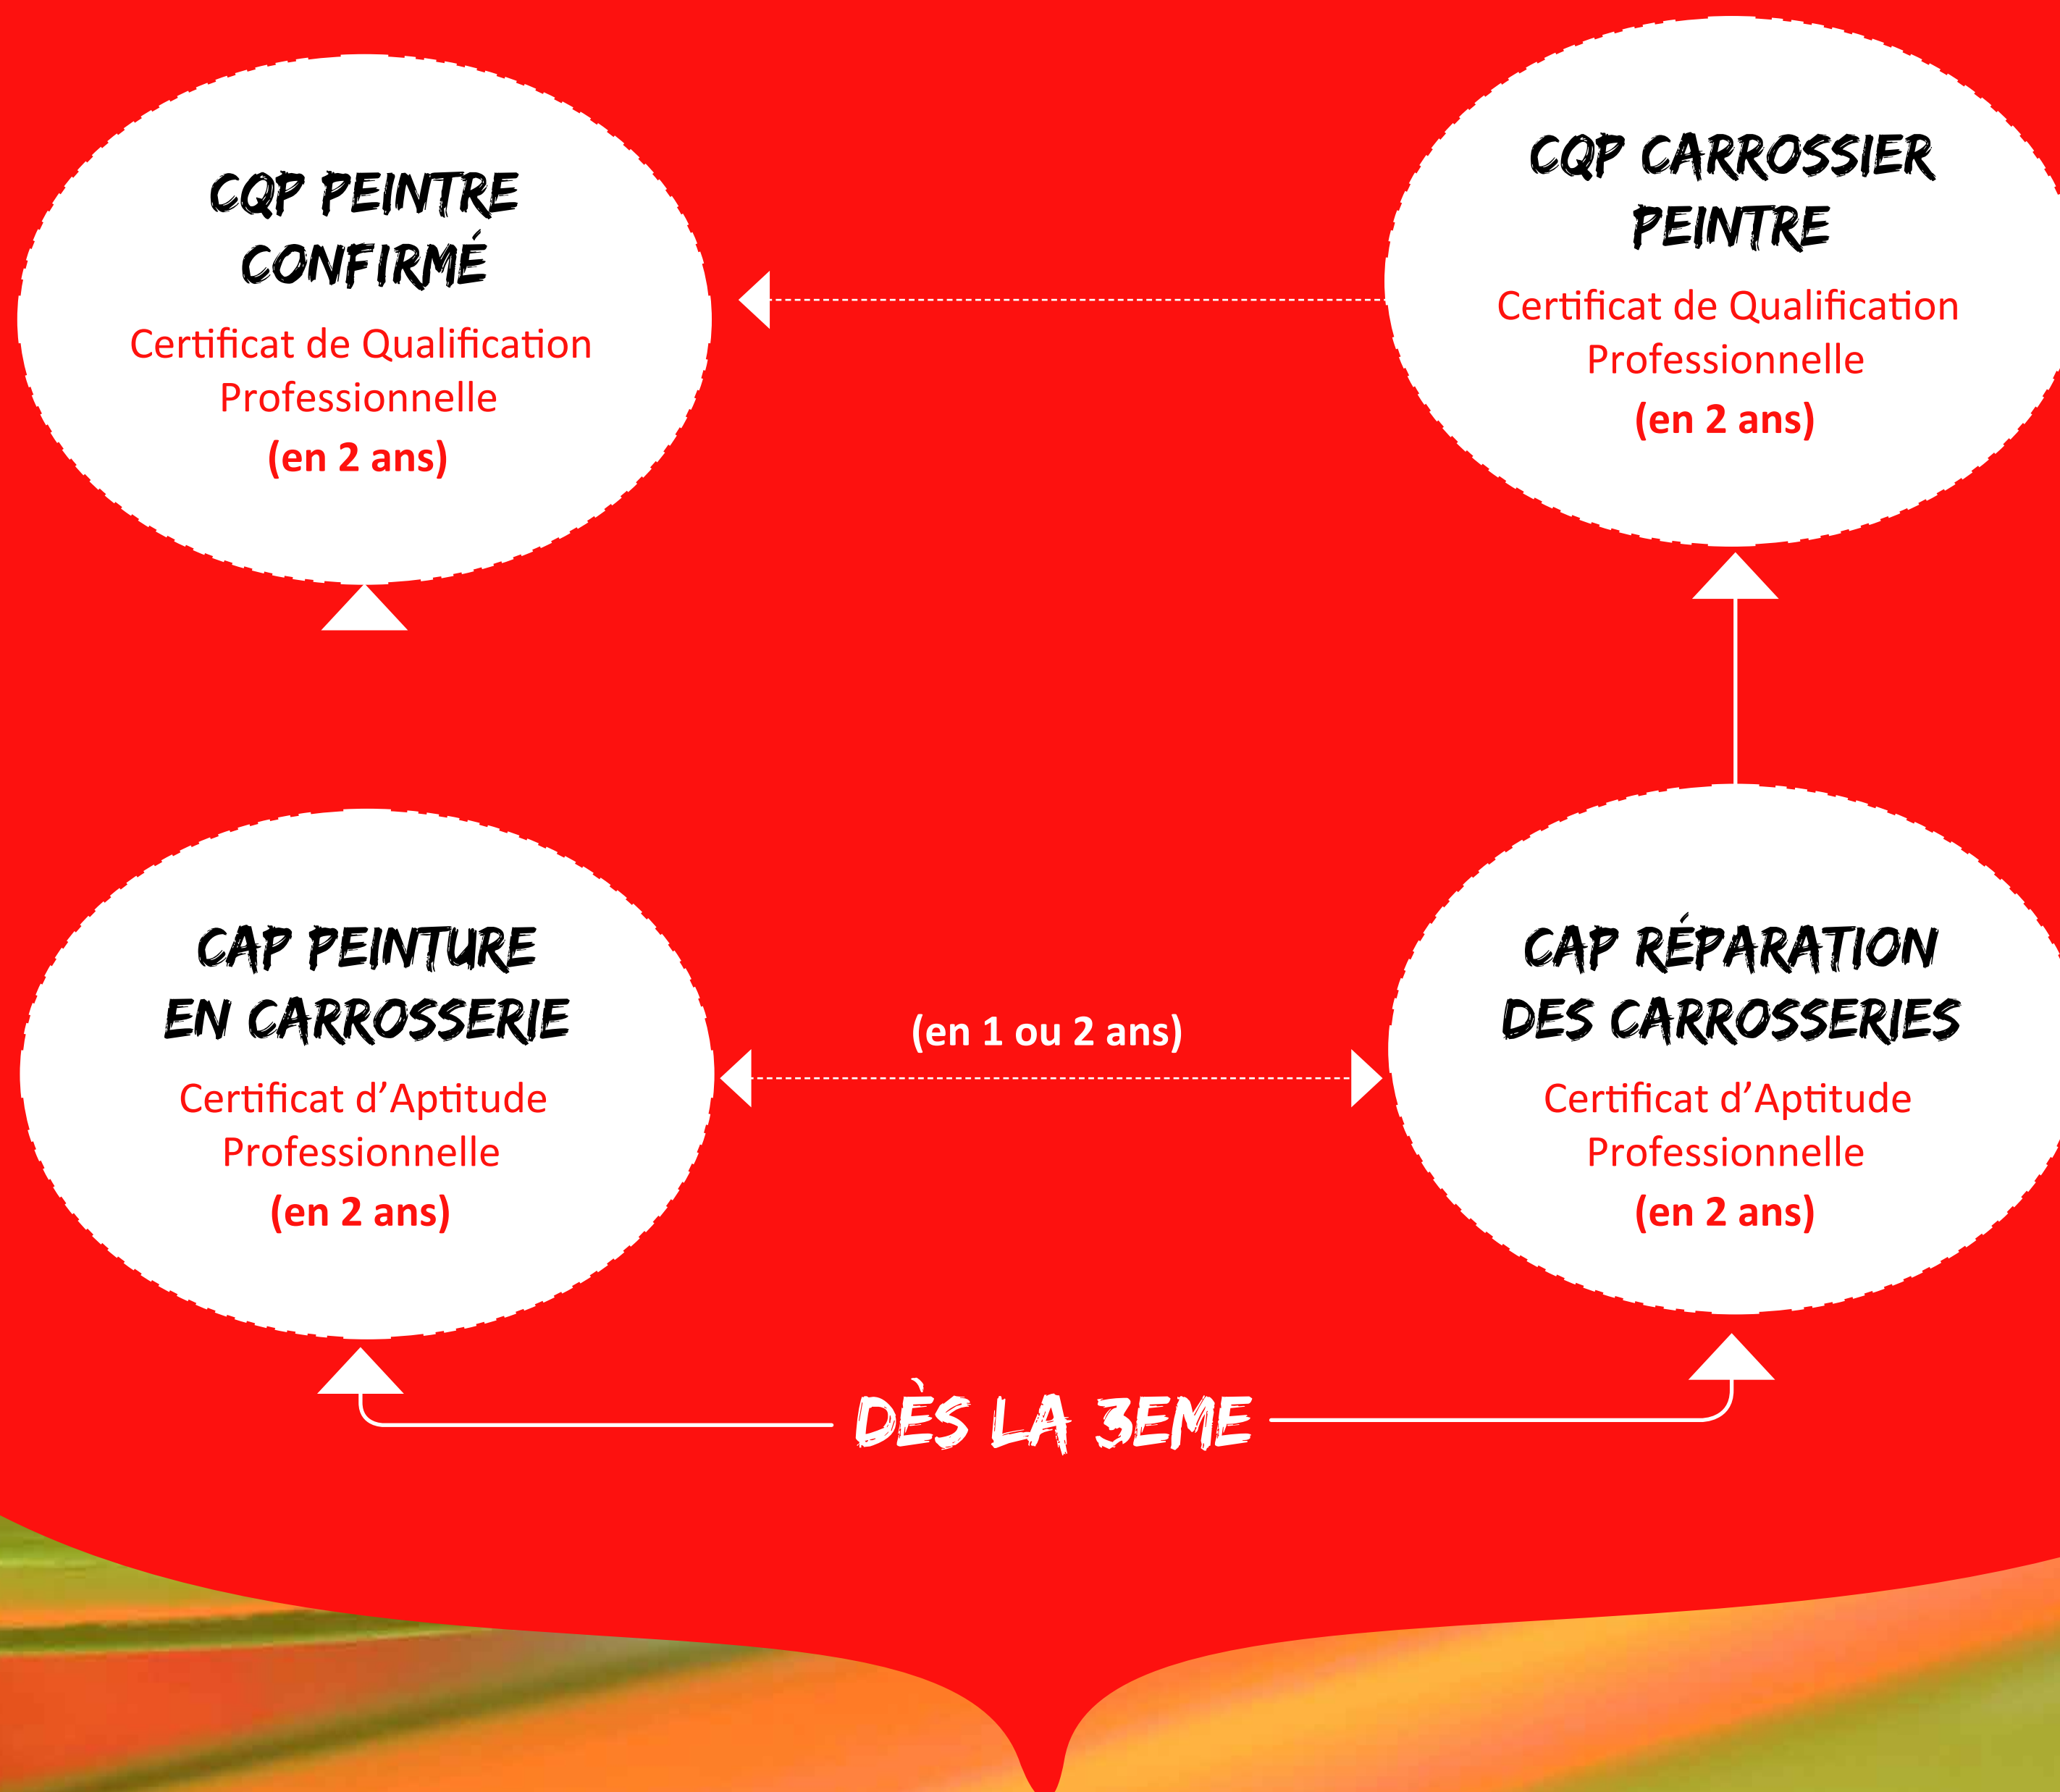 CQP PEINTRE
CONFIRMÉ
Certificat de Qualification
Professionnelle
(en 2 ans)
CQP CARROSSIER
PEINTRE
Certificat de Qualification
Professionnelle
(en 2 ans)
CAP PEINTURE
EN CARROSSERIE
Certificat d’Aptitude
Professionnelle
(en 2 ans)
(en 1 ou 2 ans)
CAP RÉPARATION
DES CARROSSERIES
Certificat d’Aptitude
Professionnelle
(en 2 ans)
DÈS LA 3EME